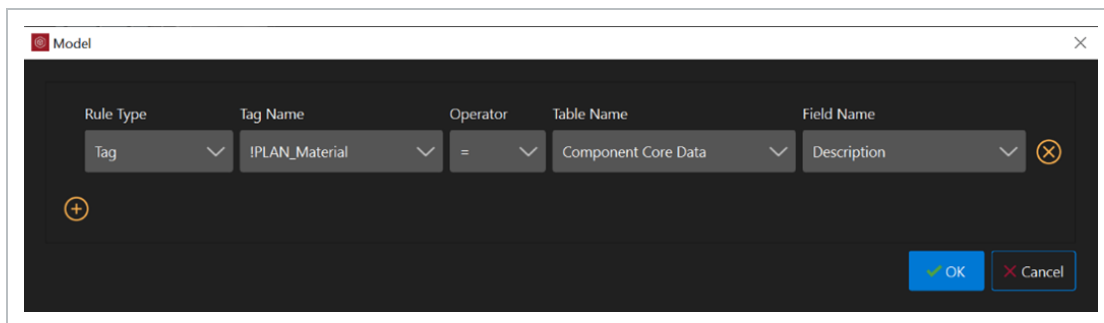 Model
Rule Type Tag Name Operator Table Name Field Name
Tag !PLAN_Material = Component Core Data Description
OK Cancel